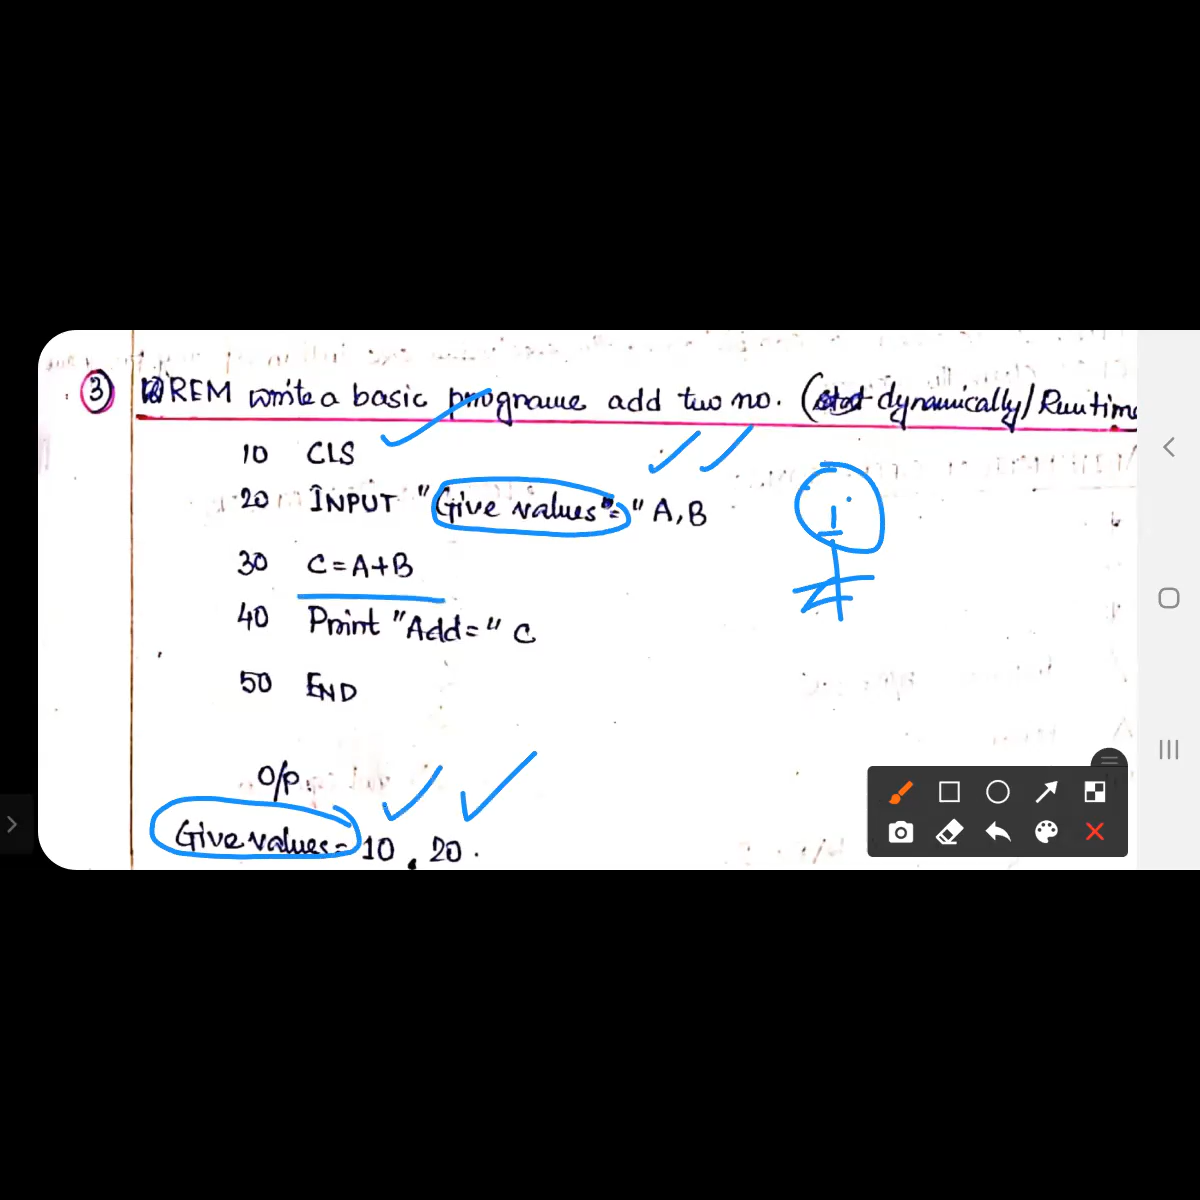 ③ REM write a basic programe add two no. ( dynamically/Runtime
10 CLS
20 INPUT "Give values"=" A,B
30 C=A+B
40 Print "Add=" C
50 END
O/P.
Give values= 10, 20.